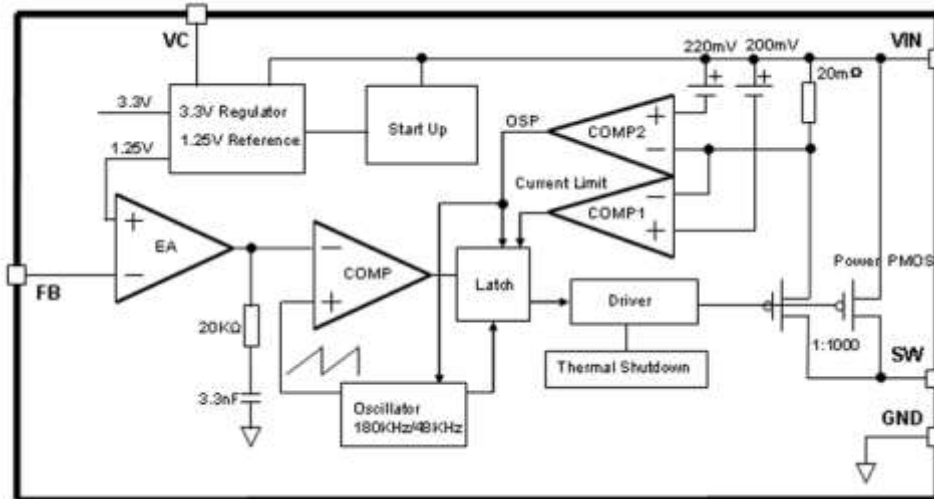 VC
220mV 200mV
VIN
20mΩ
3.3V
3.3V Regulator
1.25V Reference
Start Up
OSP
COMP2
1.25V
Current Limit
COMP1
EA
COMP
Latch
Driver
Power PMOS
FB
20KΩ
1:1000
SW
Thermal Shutdown
3.3nF
Oscillator
180KHz/48KHz
GND